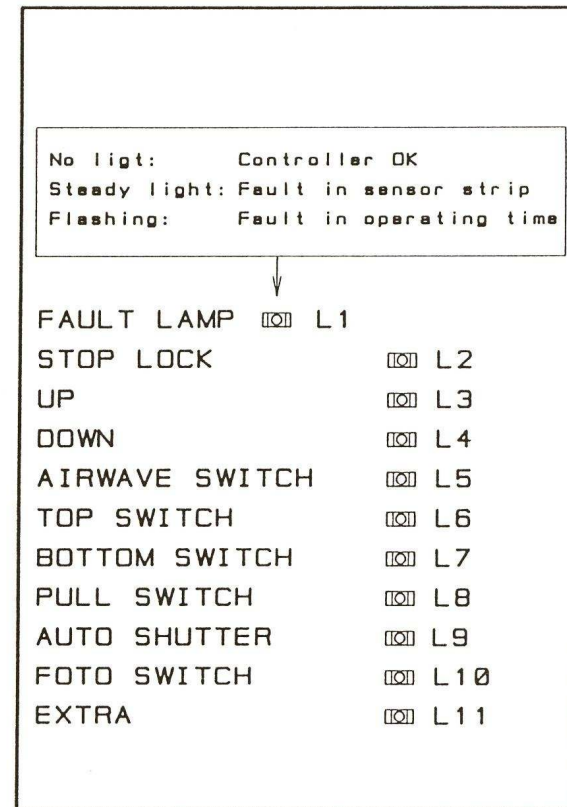 No ligt: Controller OK
Steady light: Fault in sensor strip
Flashing: Fault in operating time
FAULT LAMP L1
STOP LOCK L2
UP L3
DOWN L4
AIRWAVE SWITCH L5
TOP SWITCH L6
BOTTOM SWITCH L7
PULL SWITCH L8
AUTO SHUTTER L9
FOTO SWITCH L10
EXTRA L11